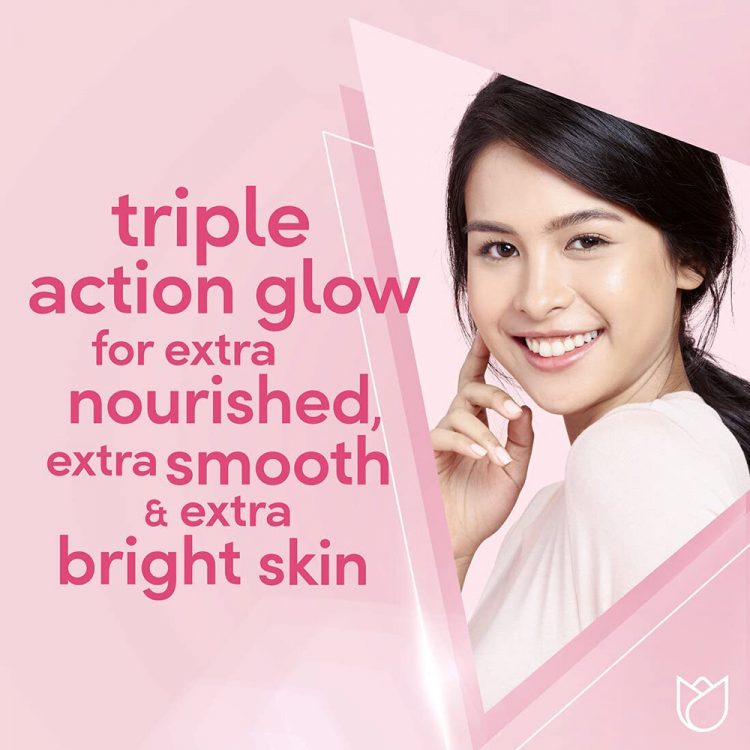 triple
action glow
for extra
nourished,
extra smooth
& extra
bright skin